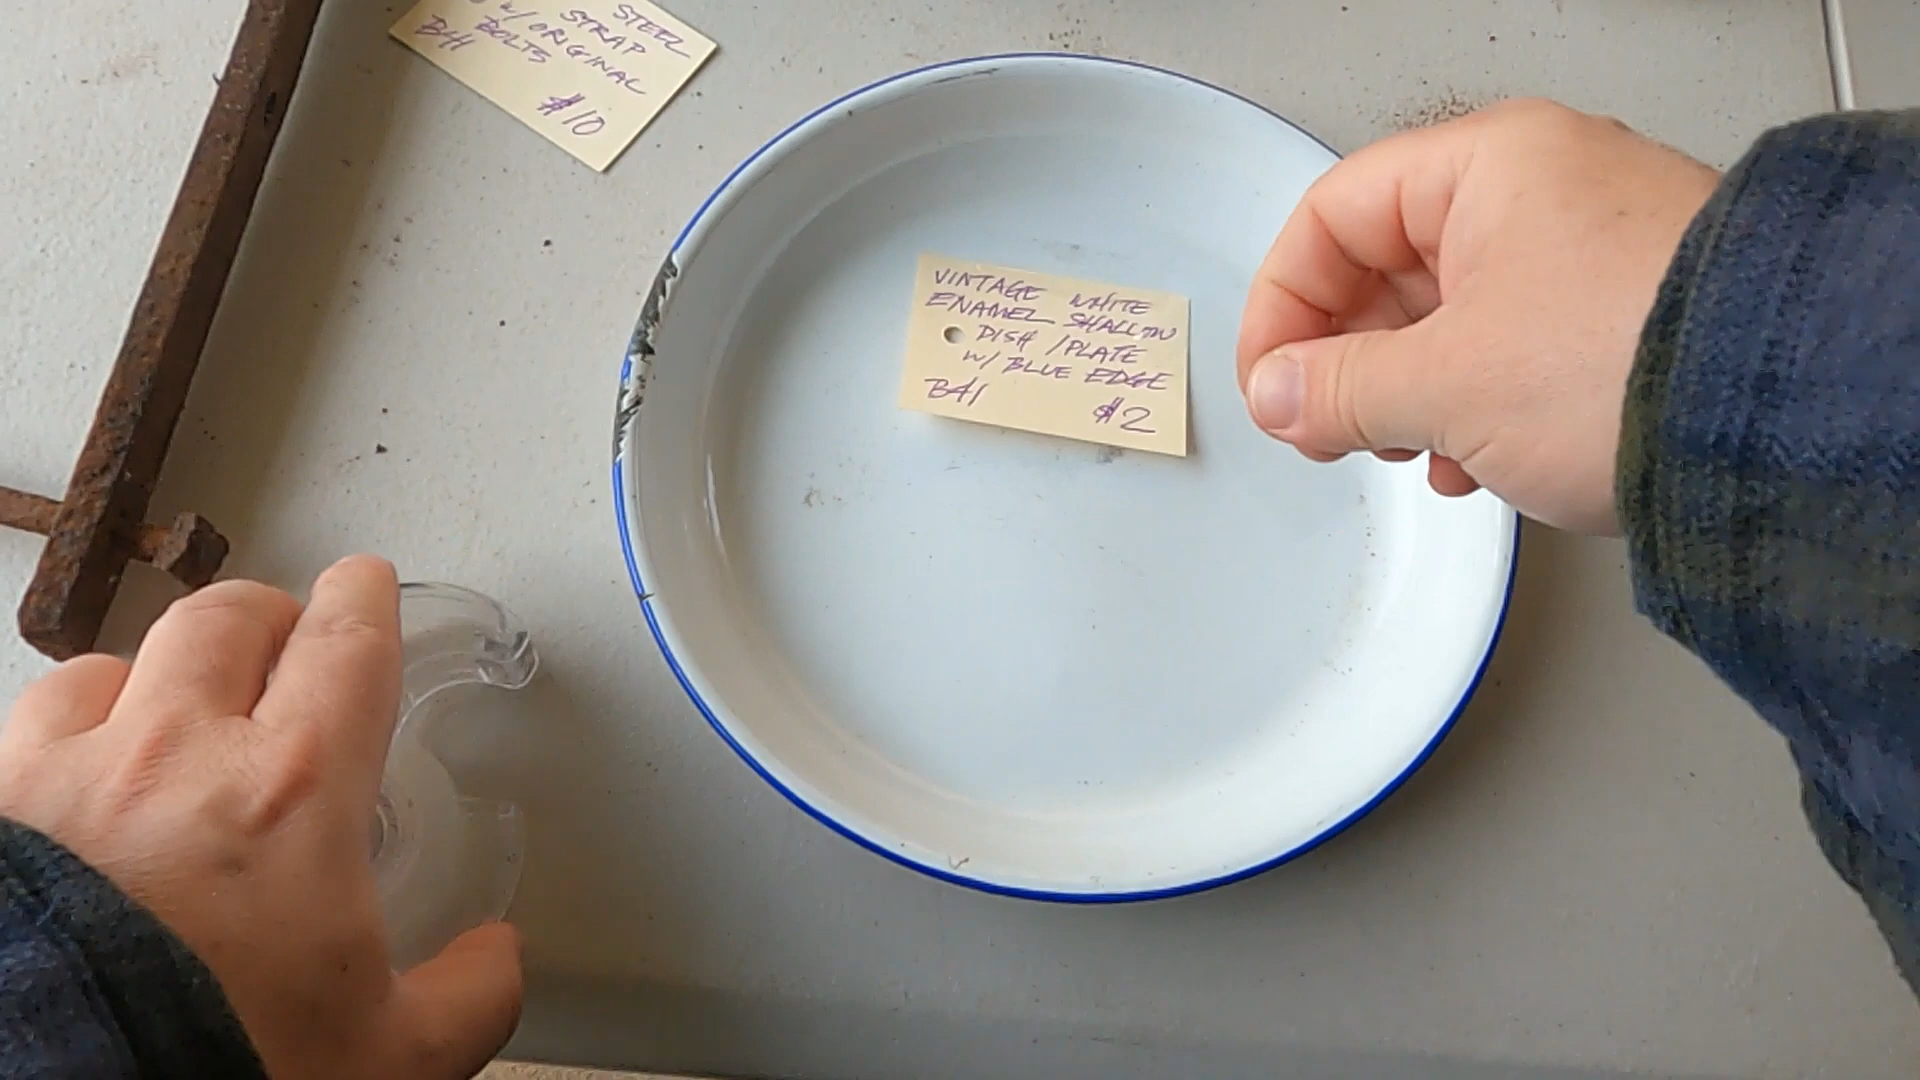 STEEL
STRAP
w/ ORIGINAL
BOLTS
B41
$10
VINTAGE WHITE
ENAMEL SHALLOW
DISH / PLATE
w/ BLUE EDGE
B41 $2